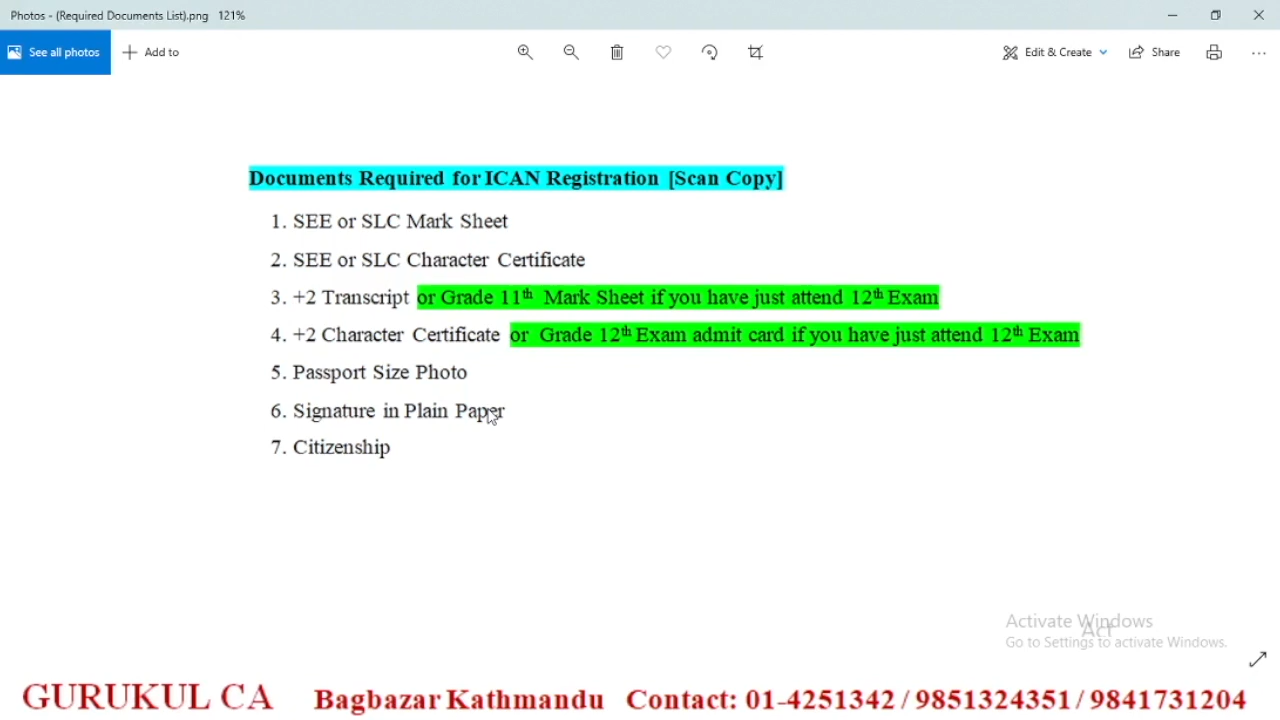 Photos - (Required Documents List).png 121%
See all photos Add to Edit & Create Share
Documents Required for ICAN Registration [Scan Copy]
1. SEE or SLC Mark Sheet
2. SEE or SLC Character Certificate
3. +2 Transcript or Grade 11th Mark Sheet if you have just attend 12th Exam
4. +2 Character Certificate or Grade 12th Exam admit card if you have just attend 12th Exam
5. Passport Size Photo
6. Signature in Plain Paper
7. Citizenship
Activate Windows
Act
Go to Settings to activate Windows.
GURUKUL CA Bagbazar Kathmandu Contact: 01-4251342 / 9851324351 / 9841731204